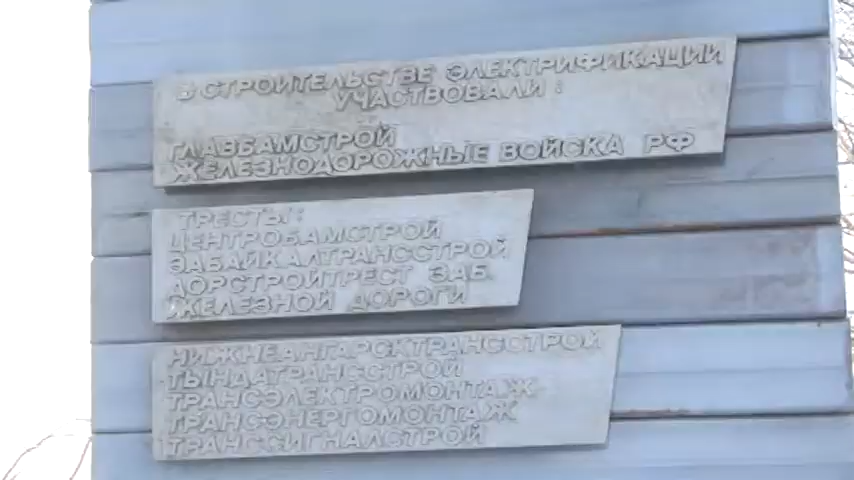 В СТРОИТЕЛЬСТВЕ ЭЛЕКТРИФИКАЦИИ
УЧАСТВОВАЛИ :
ГЛАВБАМСТРОЙ
ЖЕЛЕЗНОДОРОЖНЫЕ ВОЙСКА РФ
ТРЕСТЫ :
ЦЕНТРОБАМСТРОЙ
ЗАБАЙКАЛТРАНССТРОЙ
ДОРСТРОЙТРЕСТ ЗАБ.
ЖЕЛЕЗНОЙ ДОРОГИ
НИЖНЕАНГАРСКТРАНССТРОЙ
ТЫНДАТРАНССТРОЙ
ТРАНСЭЛЕКТРОМОНТАЖ
ТРАНСЭНЕРГОМОНТАЖ
ТРАНССИГНАЛСТРОЙ